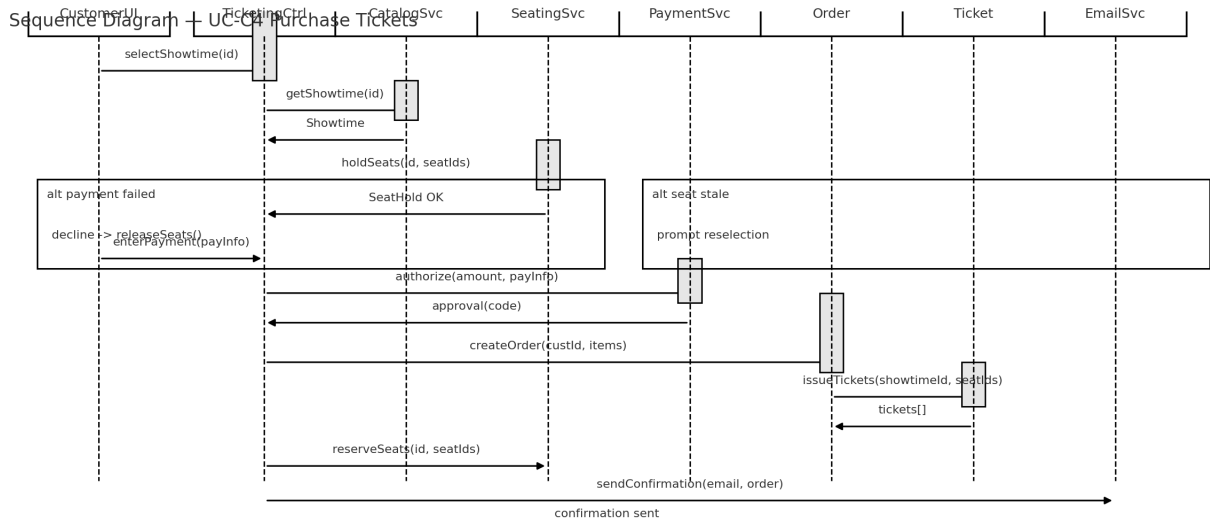 Sequence Diagram — UC-C4 Purchase Tickets
CustomerUI TicketingCtrl CatalogSvc SeatingSvc PaymentSvc Order Ticket EmailSvc
selectShowtime(id)
getShowtime(id)
Showtime
holdSeats(id, seatIds)
alt payment failed
alt seat stale
SeatHold OK
decline -> releaseSeats()
prompt reselection
enterPayment(payInfo)
authorize(amount, payInfo)
approval(code)
createOrder(custId, items)
issueTickets(showtimeId, seatIds)
tickets[]
reserveSeats(id, seatIds)
sendConfirmation(email, order)
confirmation sent